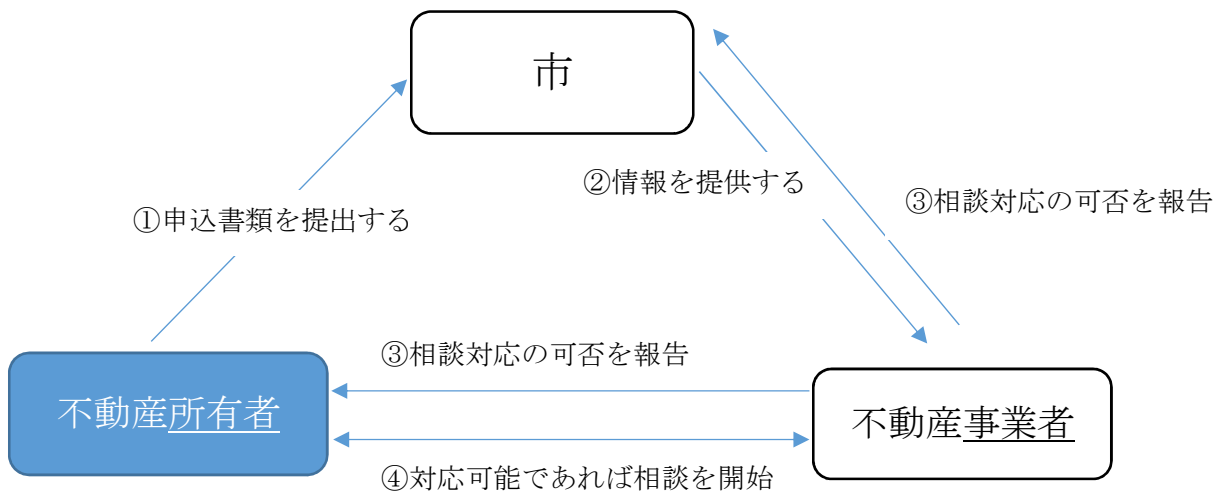 市
②情報を提供する
③相談対応の可否を報告
①申込書類を提出する
③相談対応の可否を報告
不動産所有者
不動産事業者
④対応可能であれば相談を開始